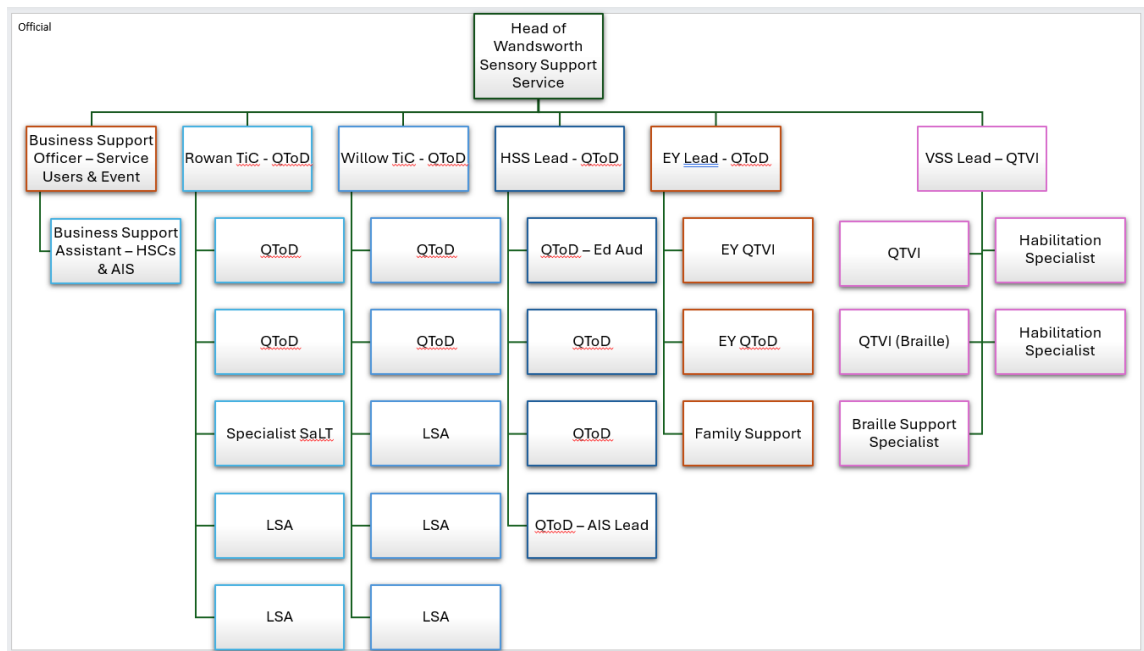 Official
Head of
Wandsworth
Sensory Support
Service
Business Support
Officer – Service
Users & Event
Rowan TiC - QToD
Willow TiC - QToD
HSS Lead - QToD
EY Lead - QToD
VSS Lead – QTVI
Business Support
Assistant – HSCs
& AIS
QToD
QToD
QToD – Ed Aud
EY QTVI
QTVI
Habilitation
Specialist
QToD
QToD
QToD
EY QToD
QTVI (Braille)
Habilitation
Specialist
Specialist SaLT
LSA
QToD
Family Support
Braille Support
Specialist
LSA
LSA
QToD – AIS Lead
LSA
LSA